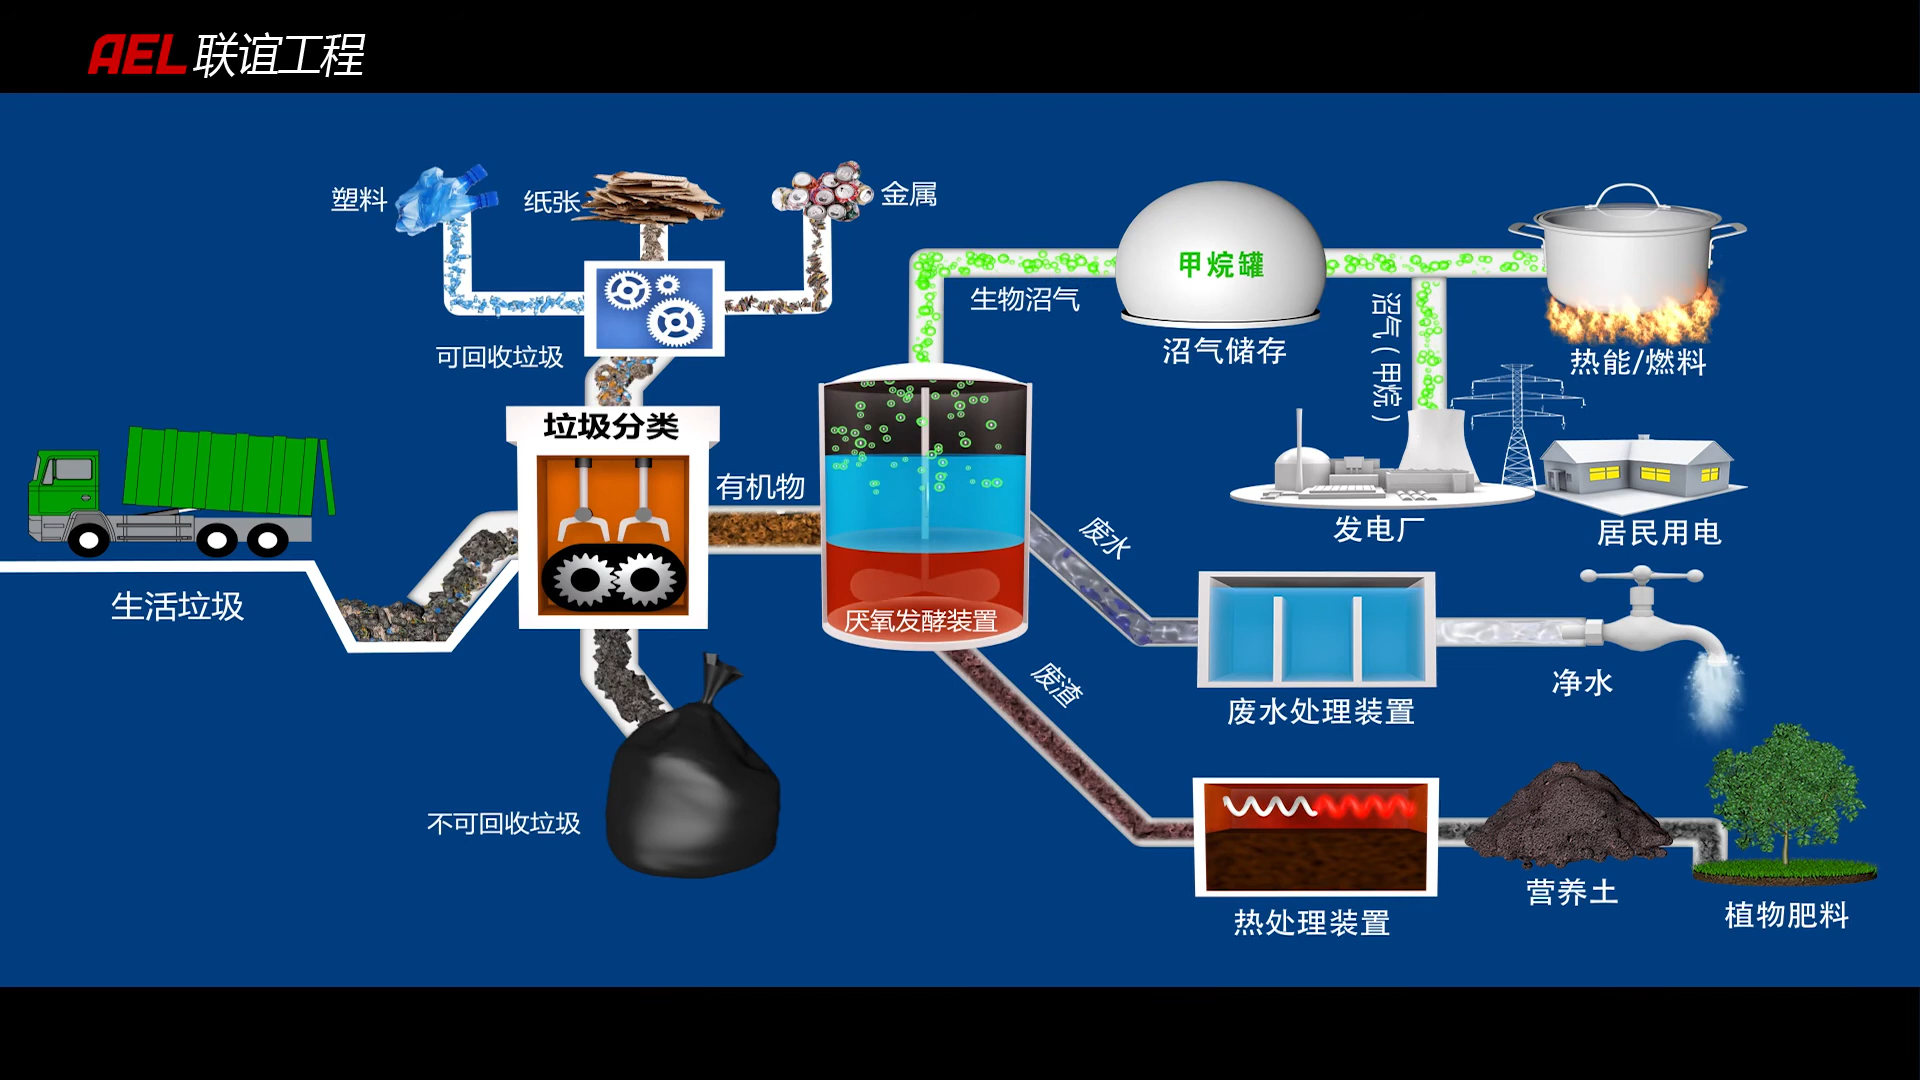 AEL 联谊工程
塑料
纸张
金属
可回收垃圾
垃圾分类
有机物
生活垃圾
不可回收垃圾
厌氧发酵装置
生物沼气
甲烷罐
沼气储存
沼气（甲烷）
热能/燃料
发电厂
居民用电
废水
废水处理装置
净水
废渣
热处理装置
营养土
植物肥料